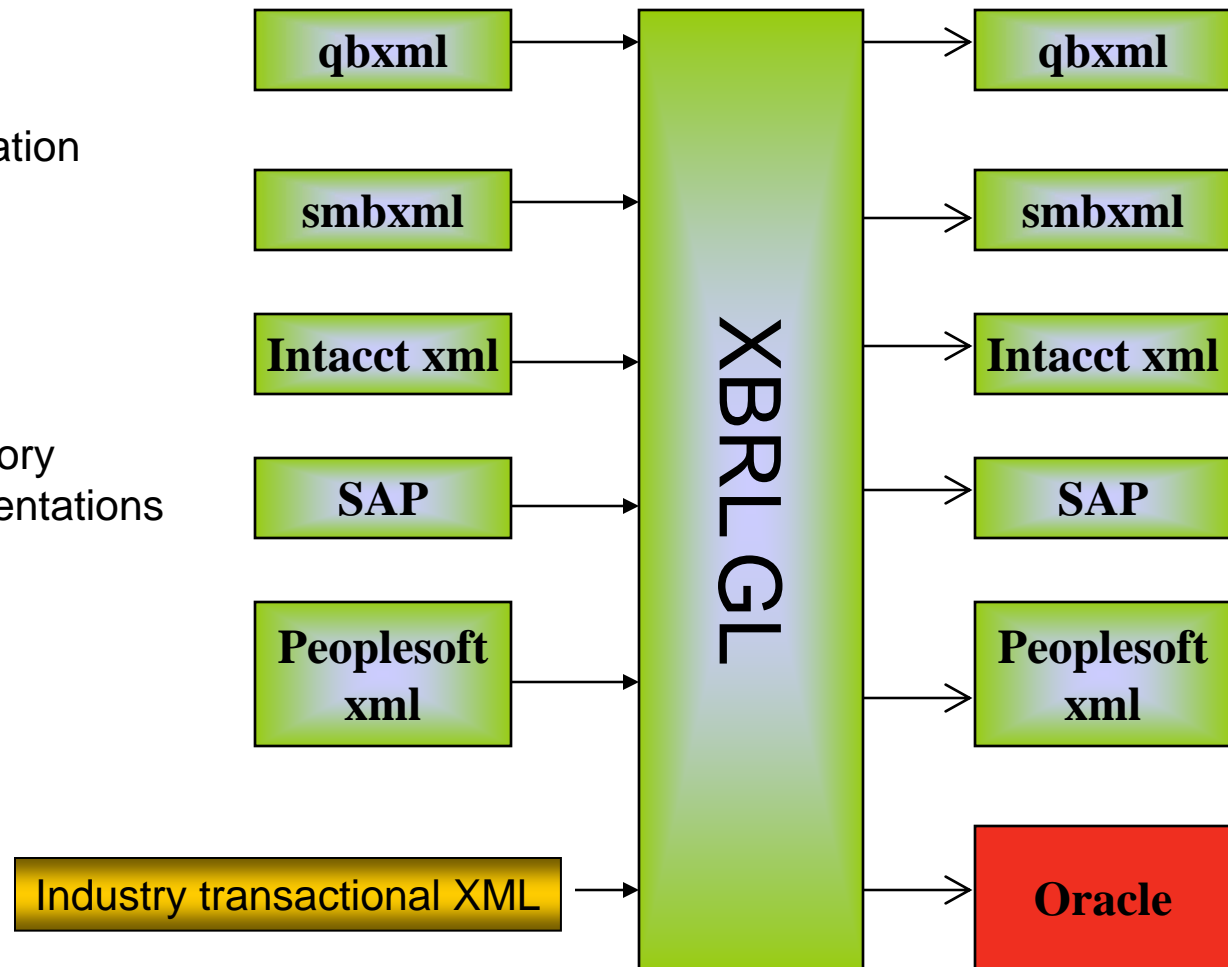 qbxml
qbxml
ation
smbxml
smbxml
Intacct xml
Intacct xml
ory
entations
SAP
SAP
XBRL GL
Peoplesoft
xml
Peoplesoft
xml
Industry transactional XML
Oracle